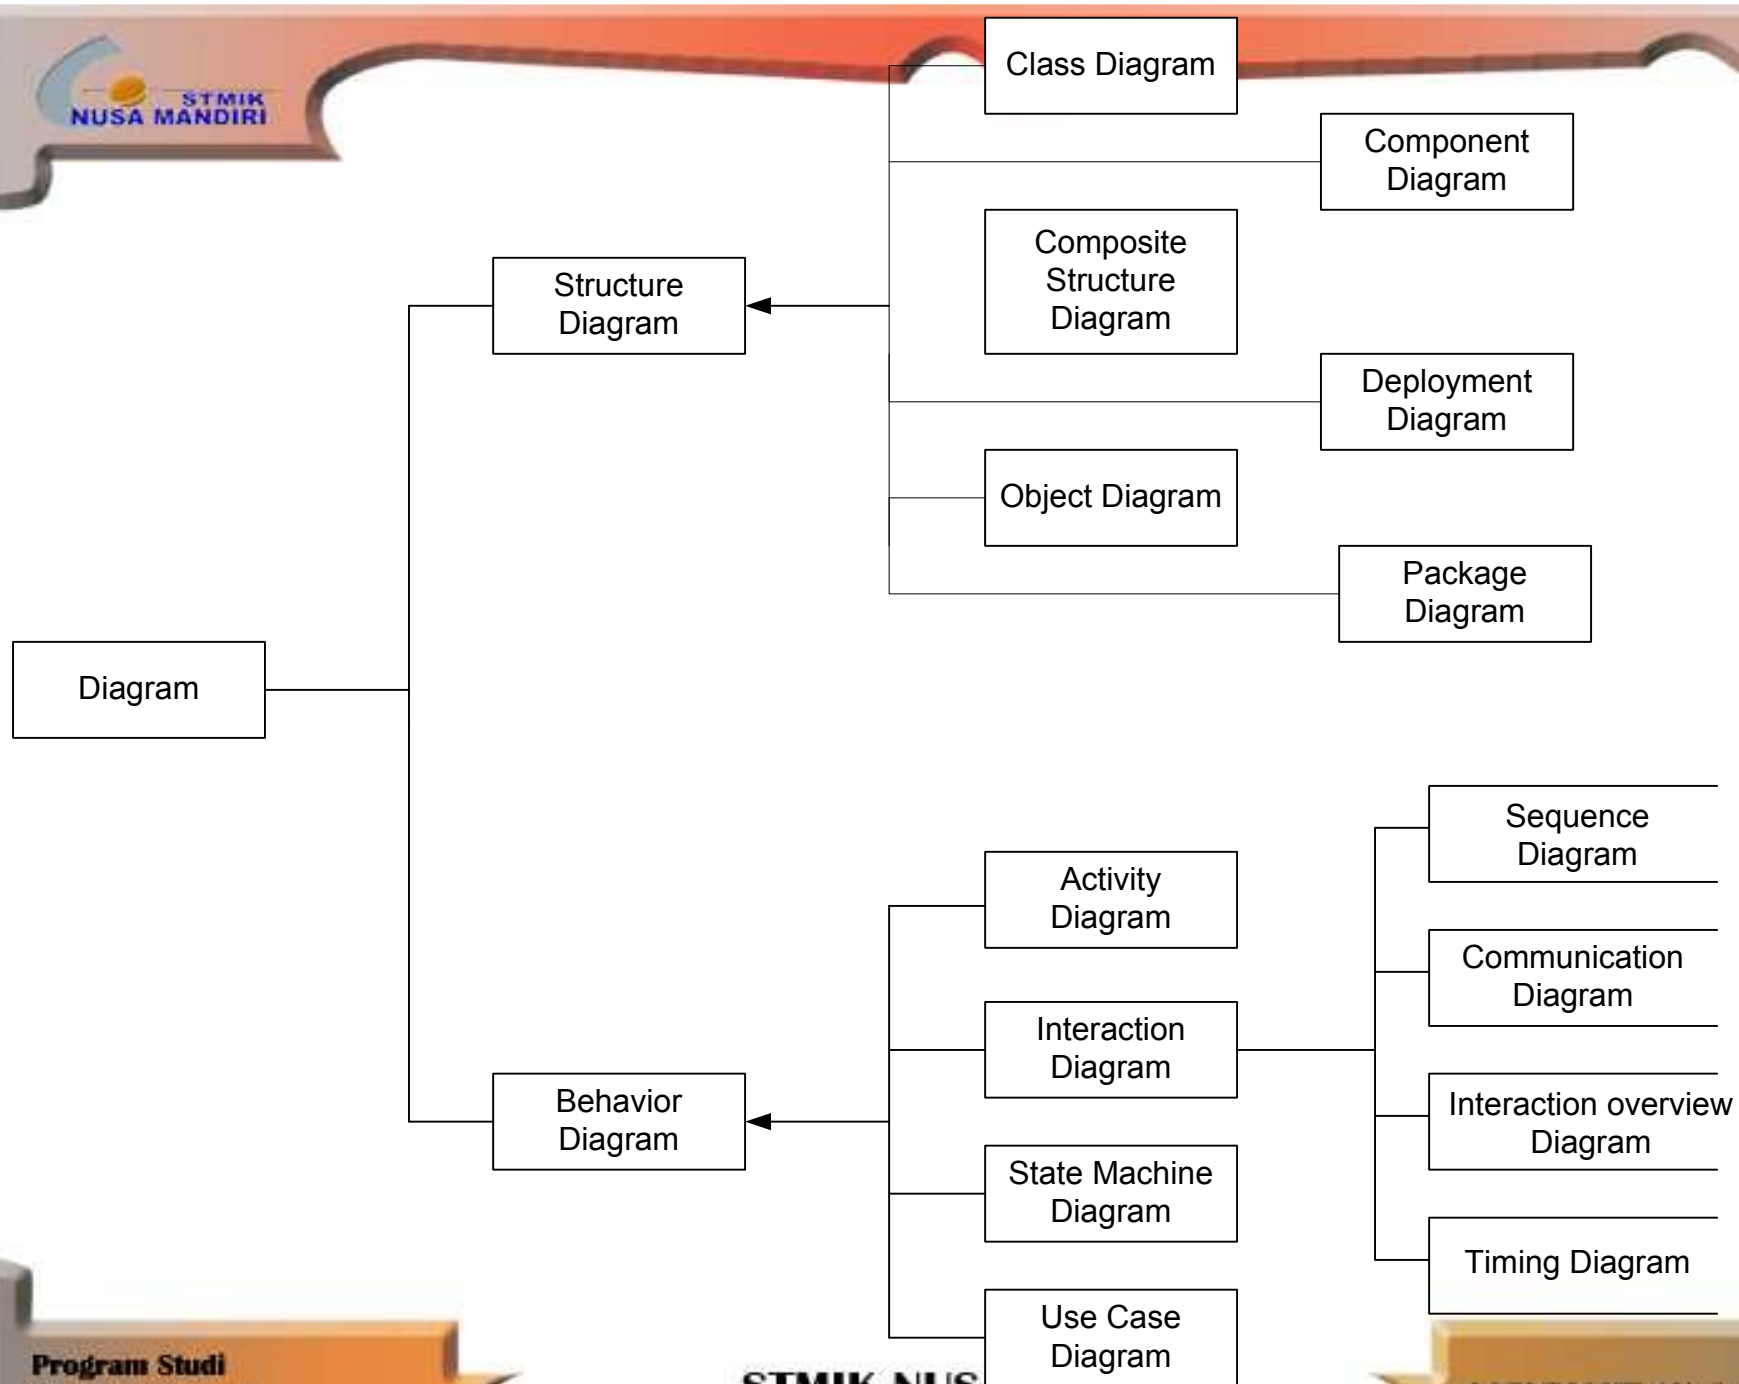 STMIK
NUSA MANDIRI
Class Diagram
Component
Diagram
Composite
Structure
Diagram
Structure
Diagram
Deployment
Diagram
Object Diagram
Package
Diagram
Diagram
Sequence
Diagram
Activity
Diagram
Communication
Diagram
Interaction
Diagram
Behavior
Diagram
Interaction overview
Diagram
State Machine
Diagram
Timing Diagram
Use Case
Diagram
Program Studi
STMIK NUS